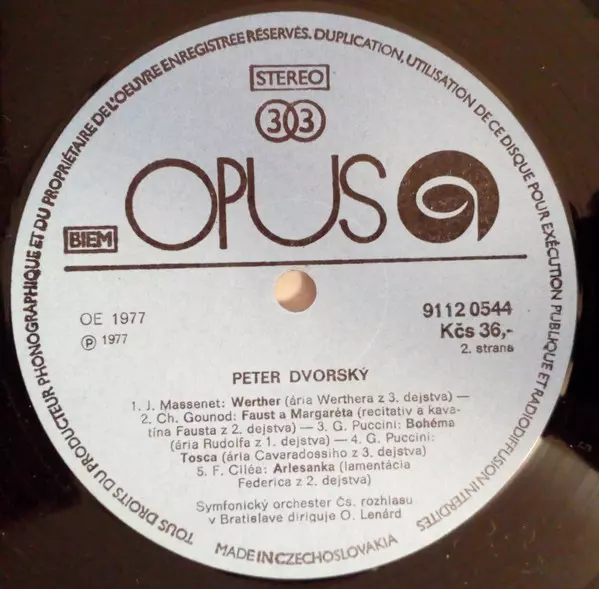 TOUS DROITS DU PRODUCTEUR PHONOGRAPHIQUE ET DU PROPRIÉTAIRE DE L'OEUVRE ENREGISTREE RÉSERVÉS. DUPLICATION, UTILISATION DE CE DISQUE POUR EXÉCUTION PUBLIQUE ET RADIODIFFUSION INTERDITES
STEREO
33
OPUS
BIEM
OE 1977
℗ 1977
9112 0544
Kčs 36,-
2. strana
PETER DVORSKÝ
1. J. Massenet: Werther (ária Werthera z 3. dejstva) —
2. Ch. Gounod: Faust a Margaréta (recitatív a kava-
tína Fausta z 2. dejstva) — 3. G. Puccini: Bohéma
(ária Rudolfa z 1. dejstva) — 4. G. Puccini:
Tosca (ária Cavaradossiho z 3. dejstva)
5. F. Ciléa: Arlesanka (lamentácia
Federica z 2. dejstva)
Symfonický orchester Čs. rozhlasu
v Bratislave diriguje O. Lenárd
MADE IN CZECHOSLOVAKIA